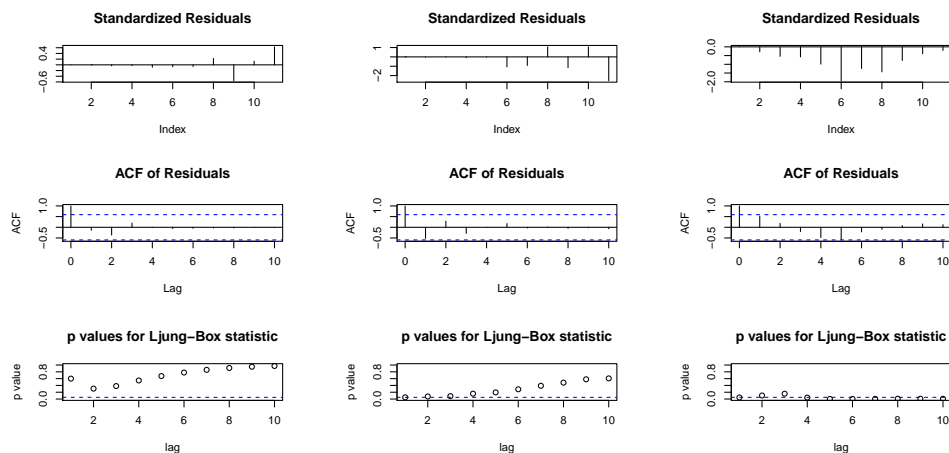 Standardized Residuals
0.4
−0.6
2 4 6 8 10
Index
ACF of Residuals
ACF
1.0
−0.5
0 2 4 6 8 10
Lag
p values for Ljung−Box statistic
p value
0.8
0.0
2 4 6 8 10
lag
Standardized Residuals
1
−2
2 4 6 8 10
Index
ACF of Residuals
ACF
1.0
−0.5
0 2 4 6 8 10
Lag
p values for Ljung−Box statistic
p value
0.8
0.0
2 4 6 8 10
lag
Standardized Residuals
0.0
−2.0
2 4 6 8 10
Index
ACF of Residuals
ACF
1.0
−0.5
0 2 4 6 8 10
Lag
p values for Ljung−Box statistic
p value
0.8
0.0
2 4 6 8 10
lag